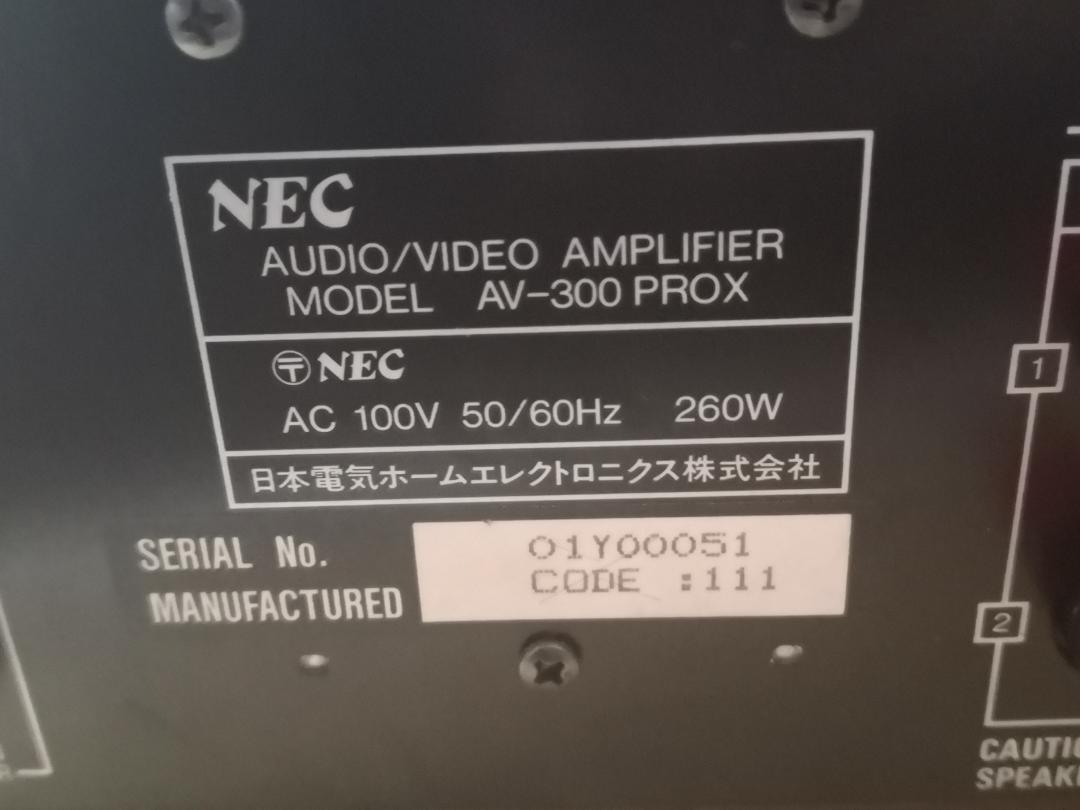 NEC
AUDIO/VIDEO AMPLIFIER
MODEL AV-300 PROX
〶 NEC
AC 100V 50/60Hz 260W
日本電気ホームエレクトロニクス株式会社
SERIAL No.
MANUFACTURED
01Y00051
CODE :111
1
2